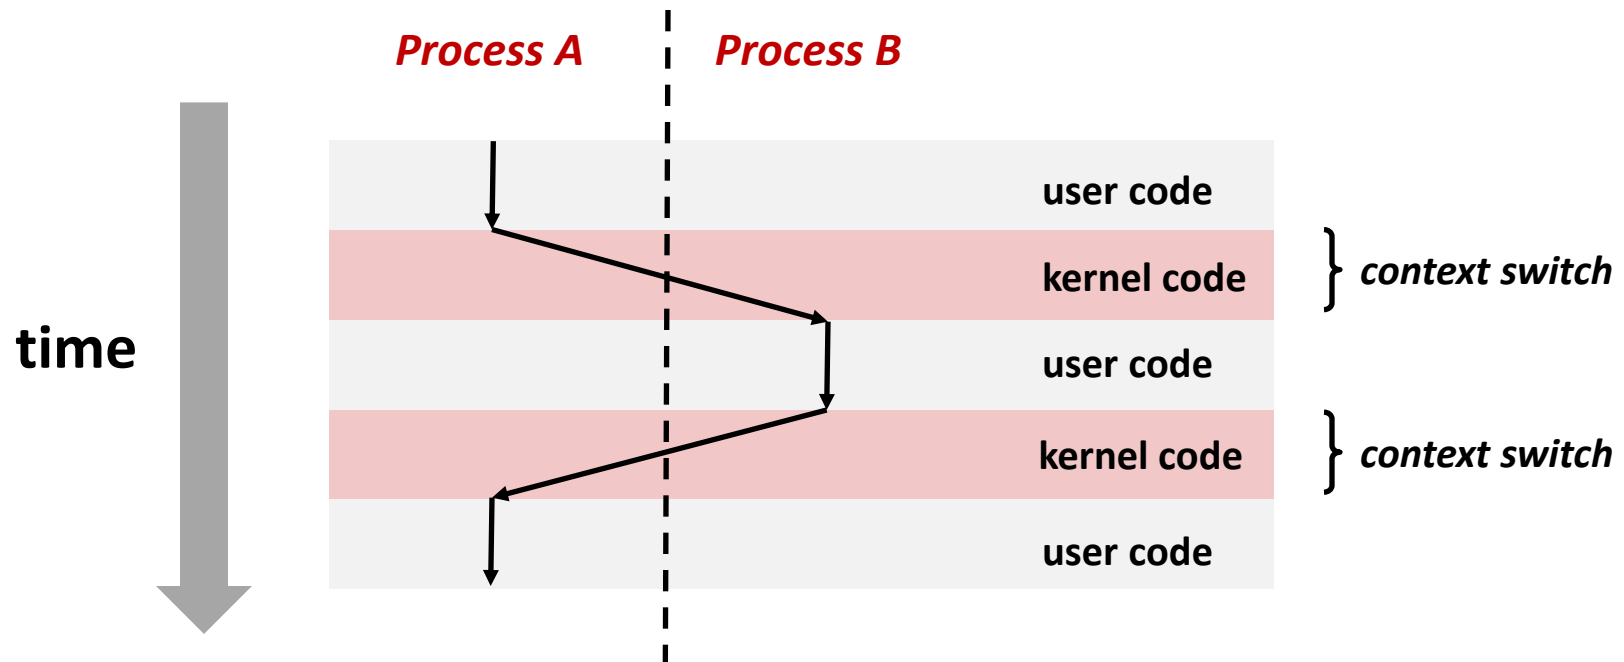 Process A
Process B
user code
kernel code
context switch
time
user code
kernel code
context switch
user code